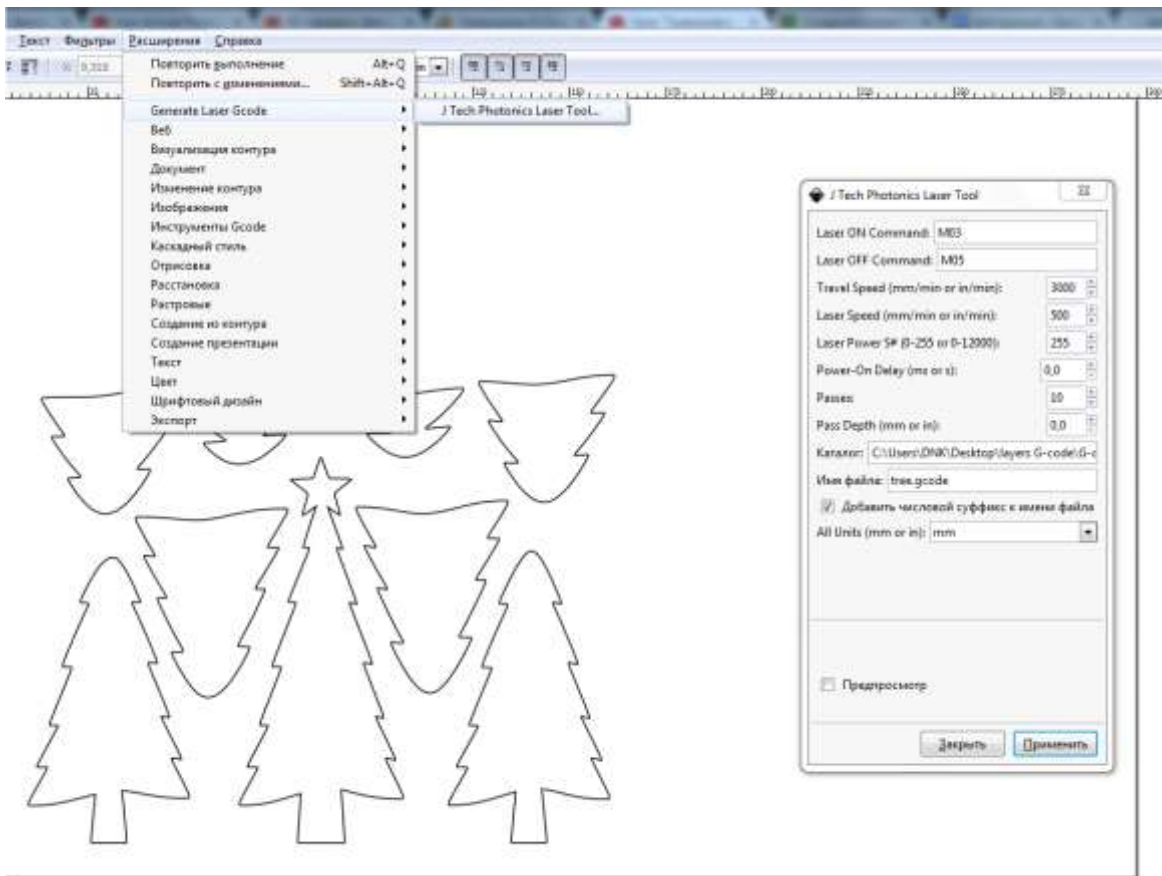 Текст Фильтры Расширения Справка
Повторить выполнение Alt+Q
Повторить с изменениями... Shift+Alt+Q
Generate Laser Gcode
J Tech Photonics Laser Tool...
Веб
Визуализация контура
Документ
Изменение контура
Изображения
Инструменты Gcode
Каскадный стиль
Отрисовка
Расстановка
Растровые
Создание из контура
Создание презентации
Текст
Цвет
Шрифтовый дизайн
Экспорт
J Tech Photonics Laser Tool
Laser ON Command: M03
Laser OFF Command: M05
Travel Speed (mm/min or in/min): 3000
Laser Speed (mm/min or in/min): 500
Laser Power S# (0-255 or 0-12000): 255
Power-On Delay (ms or s): 0,0
Passes: 10
Pass Depth (mm or in): 0,0
Каталог: C:\Users\DNK\Desktop\layers G-code\G-c
Имя файла: tree.gcode
Добавить числовой суффикс к имени файла
All Units (mm or in): mm
Предпросмотр
Закрыть Применить